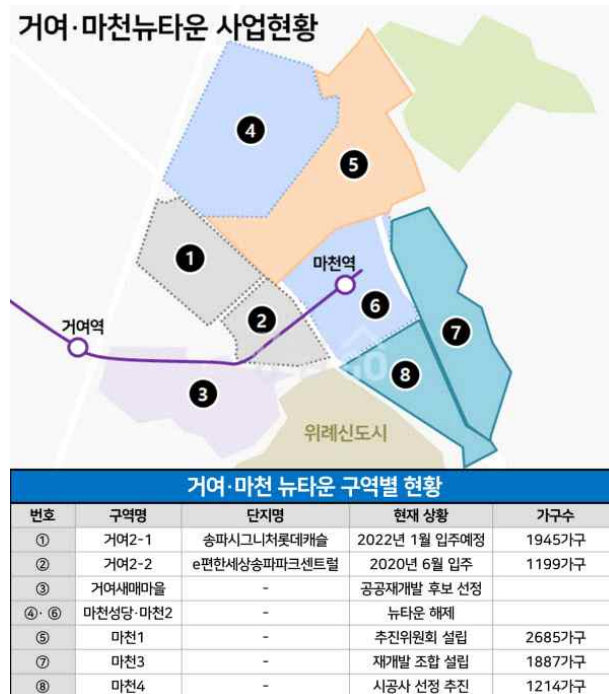 거여·마천뉴타운 사업현황
4
5
1
마천역
2
6
거여역
7
8
3
위례신도시
거여·마천 뉴타운 구역별 현황
번호 구역명 단지명 현재 상황 가구수
① 거여2-1 송파시그니처롯데캐슬 2022년 1월 입주예정 1945가구
② 거여2-2 e편한세상송파파크센트럴 2020년 6월 입주 1199가구
③ 거여새매마을 - 공공재개발 후보 선정
④·⑥ 마천성당·마천2 - 뉴타운 해제
⑤ 마천1 - 추진위원회 설립 2685가구
⑦ 마천3 - 재개발 조합 설립 1887가구
⑧ 마천4 - 시공사 선정 추진 1214가구